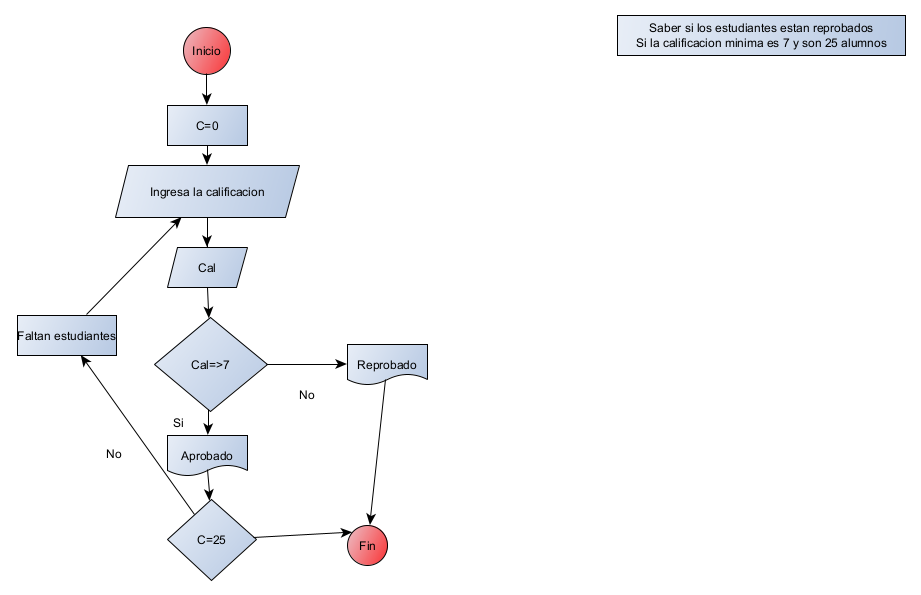 Saber si los estudiantes estan reprobados
Si la calificacion minima es 7 y son 25 alumnos
Inicio
C=0
Ingresa la calificacion
Cal
Faltan estudiantes
Cal=>7
Reprobado
No
Si
Aprobado
No
C=25
Fin